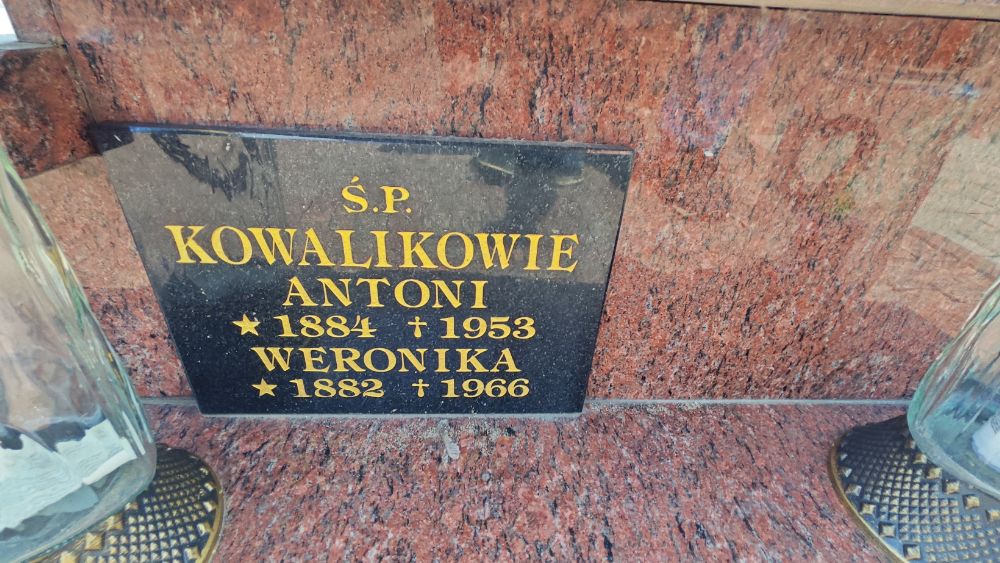 Ś.P.
KOWALIKOWIE
ANTONI
★ 1884 † 1953
WERONIKA
★ 1882 † 1966